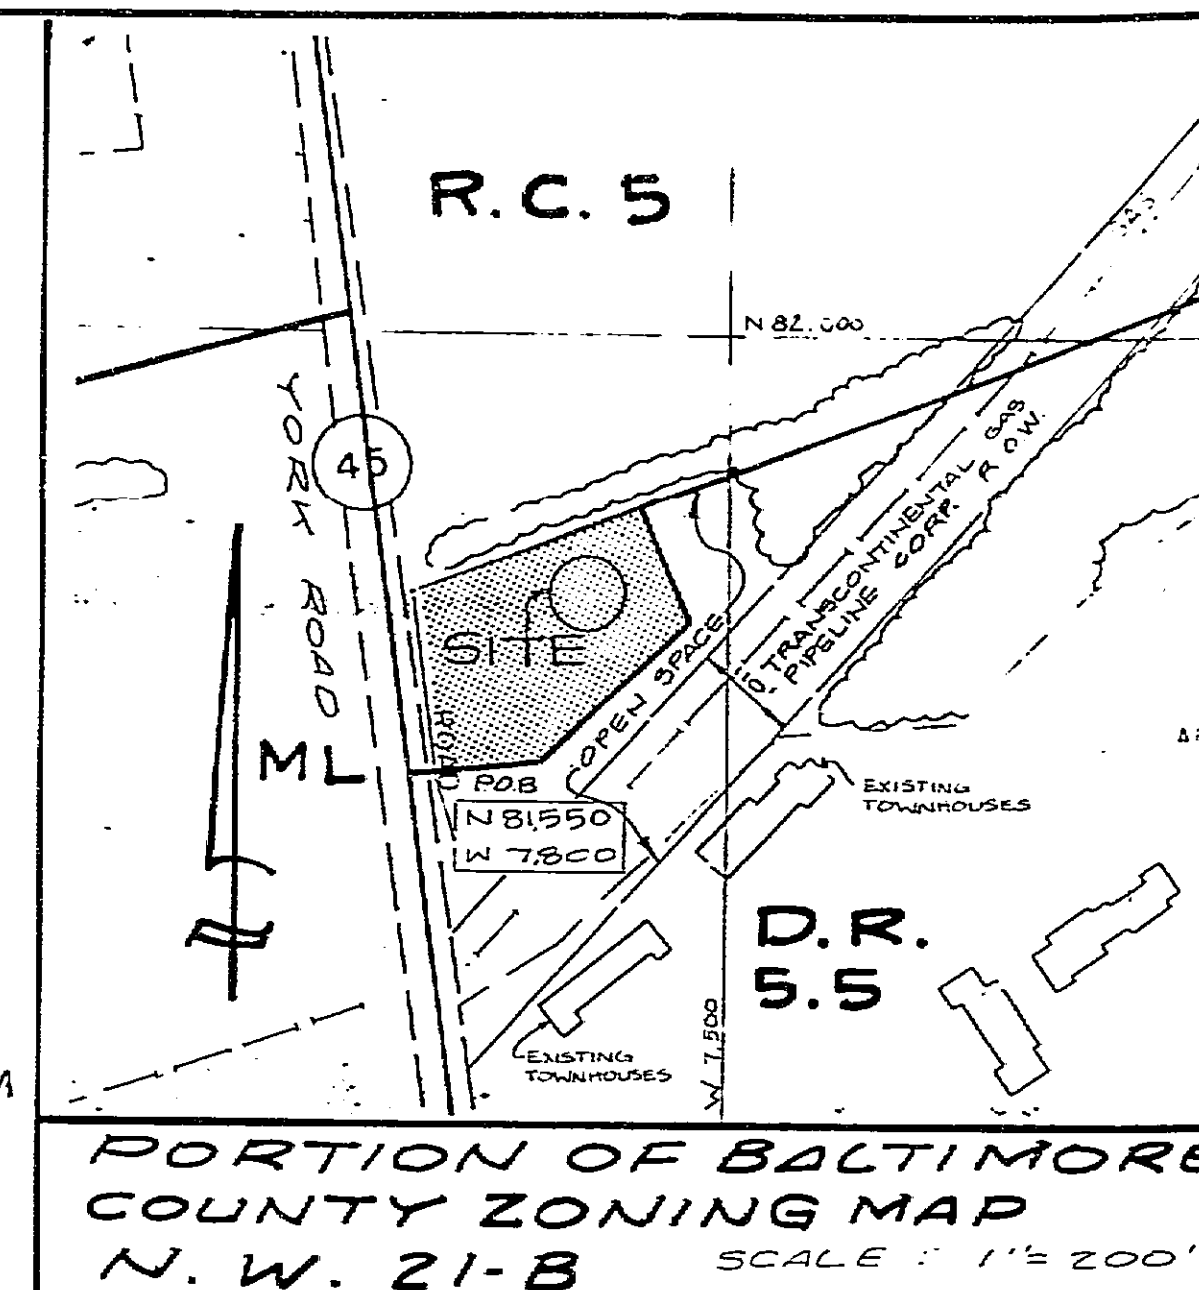 R.C. 5
N 82,000
YORK ROAD
45
TRANSCONTINENTAL GAS
PIPELINE CORP. R.O.W.
SITE
OPEN SPACE
ROAD
ML
P.O.B
N 81,550
W 7,800
EXISTING
TOWNHOUSES
D.R.
5.5
W 7,500
EXISTING
TOWNHOUSES
PORTION OF BALTIMORE
COUNTY ZONING MAP
N.W. 21-B SCALE : 1"= 200'